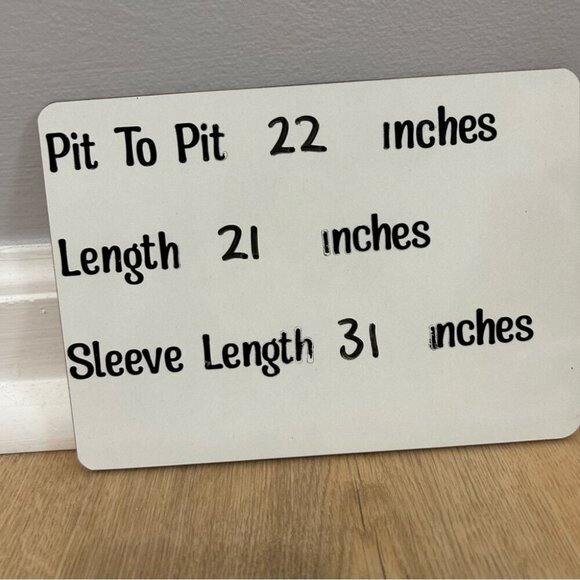 Pit To Pit 22 inches
Length 21 inches
Sleeve Length 31 inches